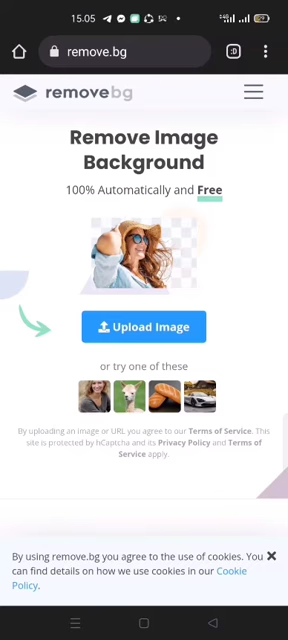 15.05
remove.bg
:D
removebg
Remove Image
Background
100% Automatically and Free
Upload Image
or try one of these
By uploading an image or URL you agree to our Terms of Service. This
site is protected by hCaptcha and its Privacy Policy and Terms of
Service apply.
By using remove.bg you agree to the use of cookies. You
can find details on how we use cookies in our Cookie
Policy.